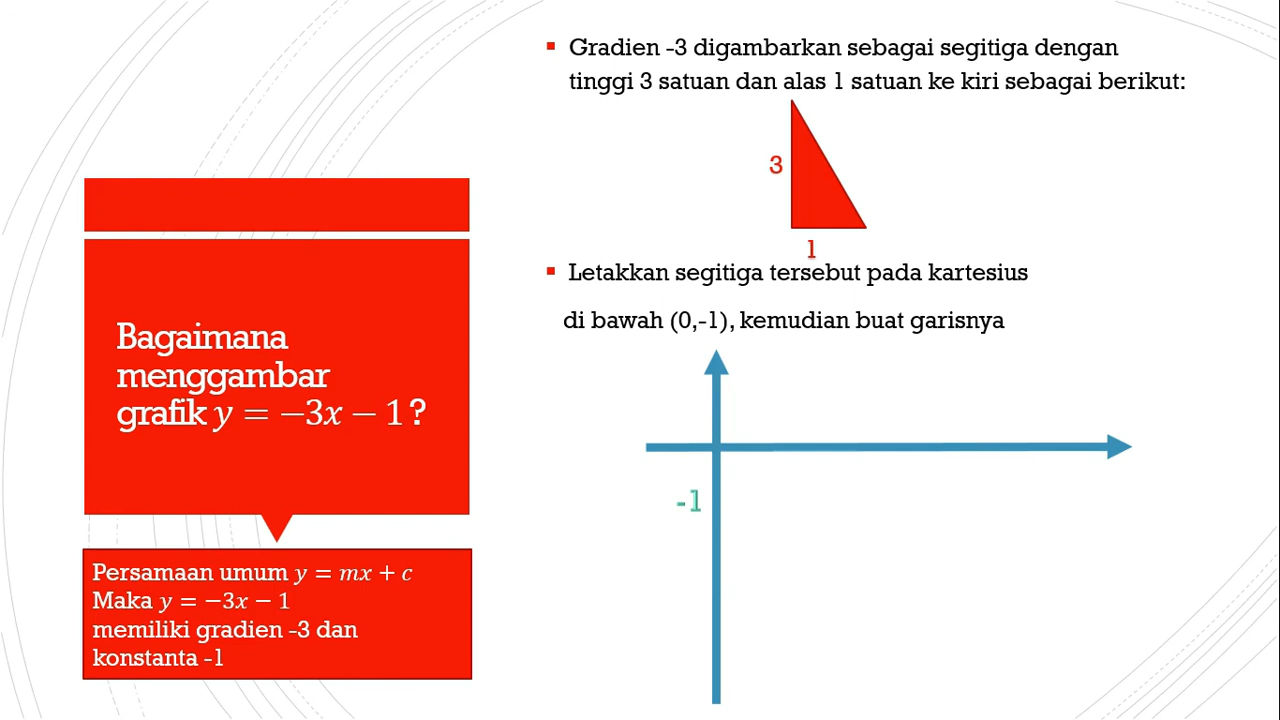 Bagaimana
menggambar
grafik y = −3x − 1 ?
Persamaan umum y = mx + c
Maka y = −3x − 1
memiliki gradien -3 dan
konstanta -1
Gradien -3 digambarkan sebagai segitiga dengan
tinggi 3 satuan dan alas 1 satuan ke kiri sebagai berikut:
3
1
Letakkan segitiga tersebut pada kartesius
di bawah (0,-1), kemudian buat garisnya
-1